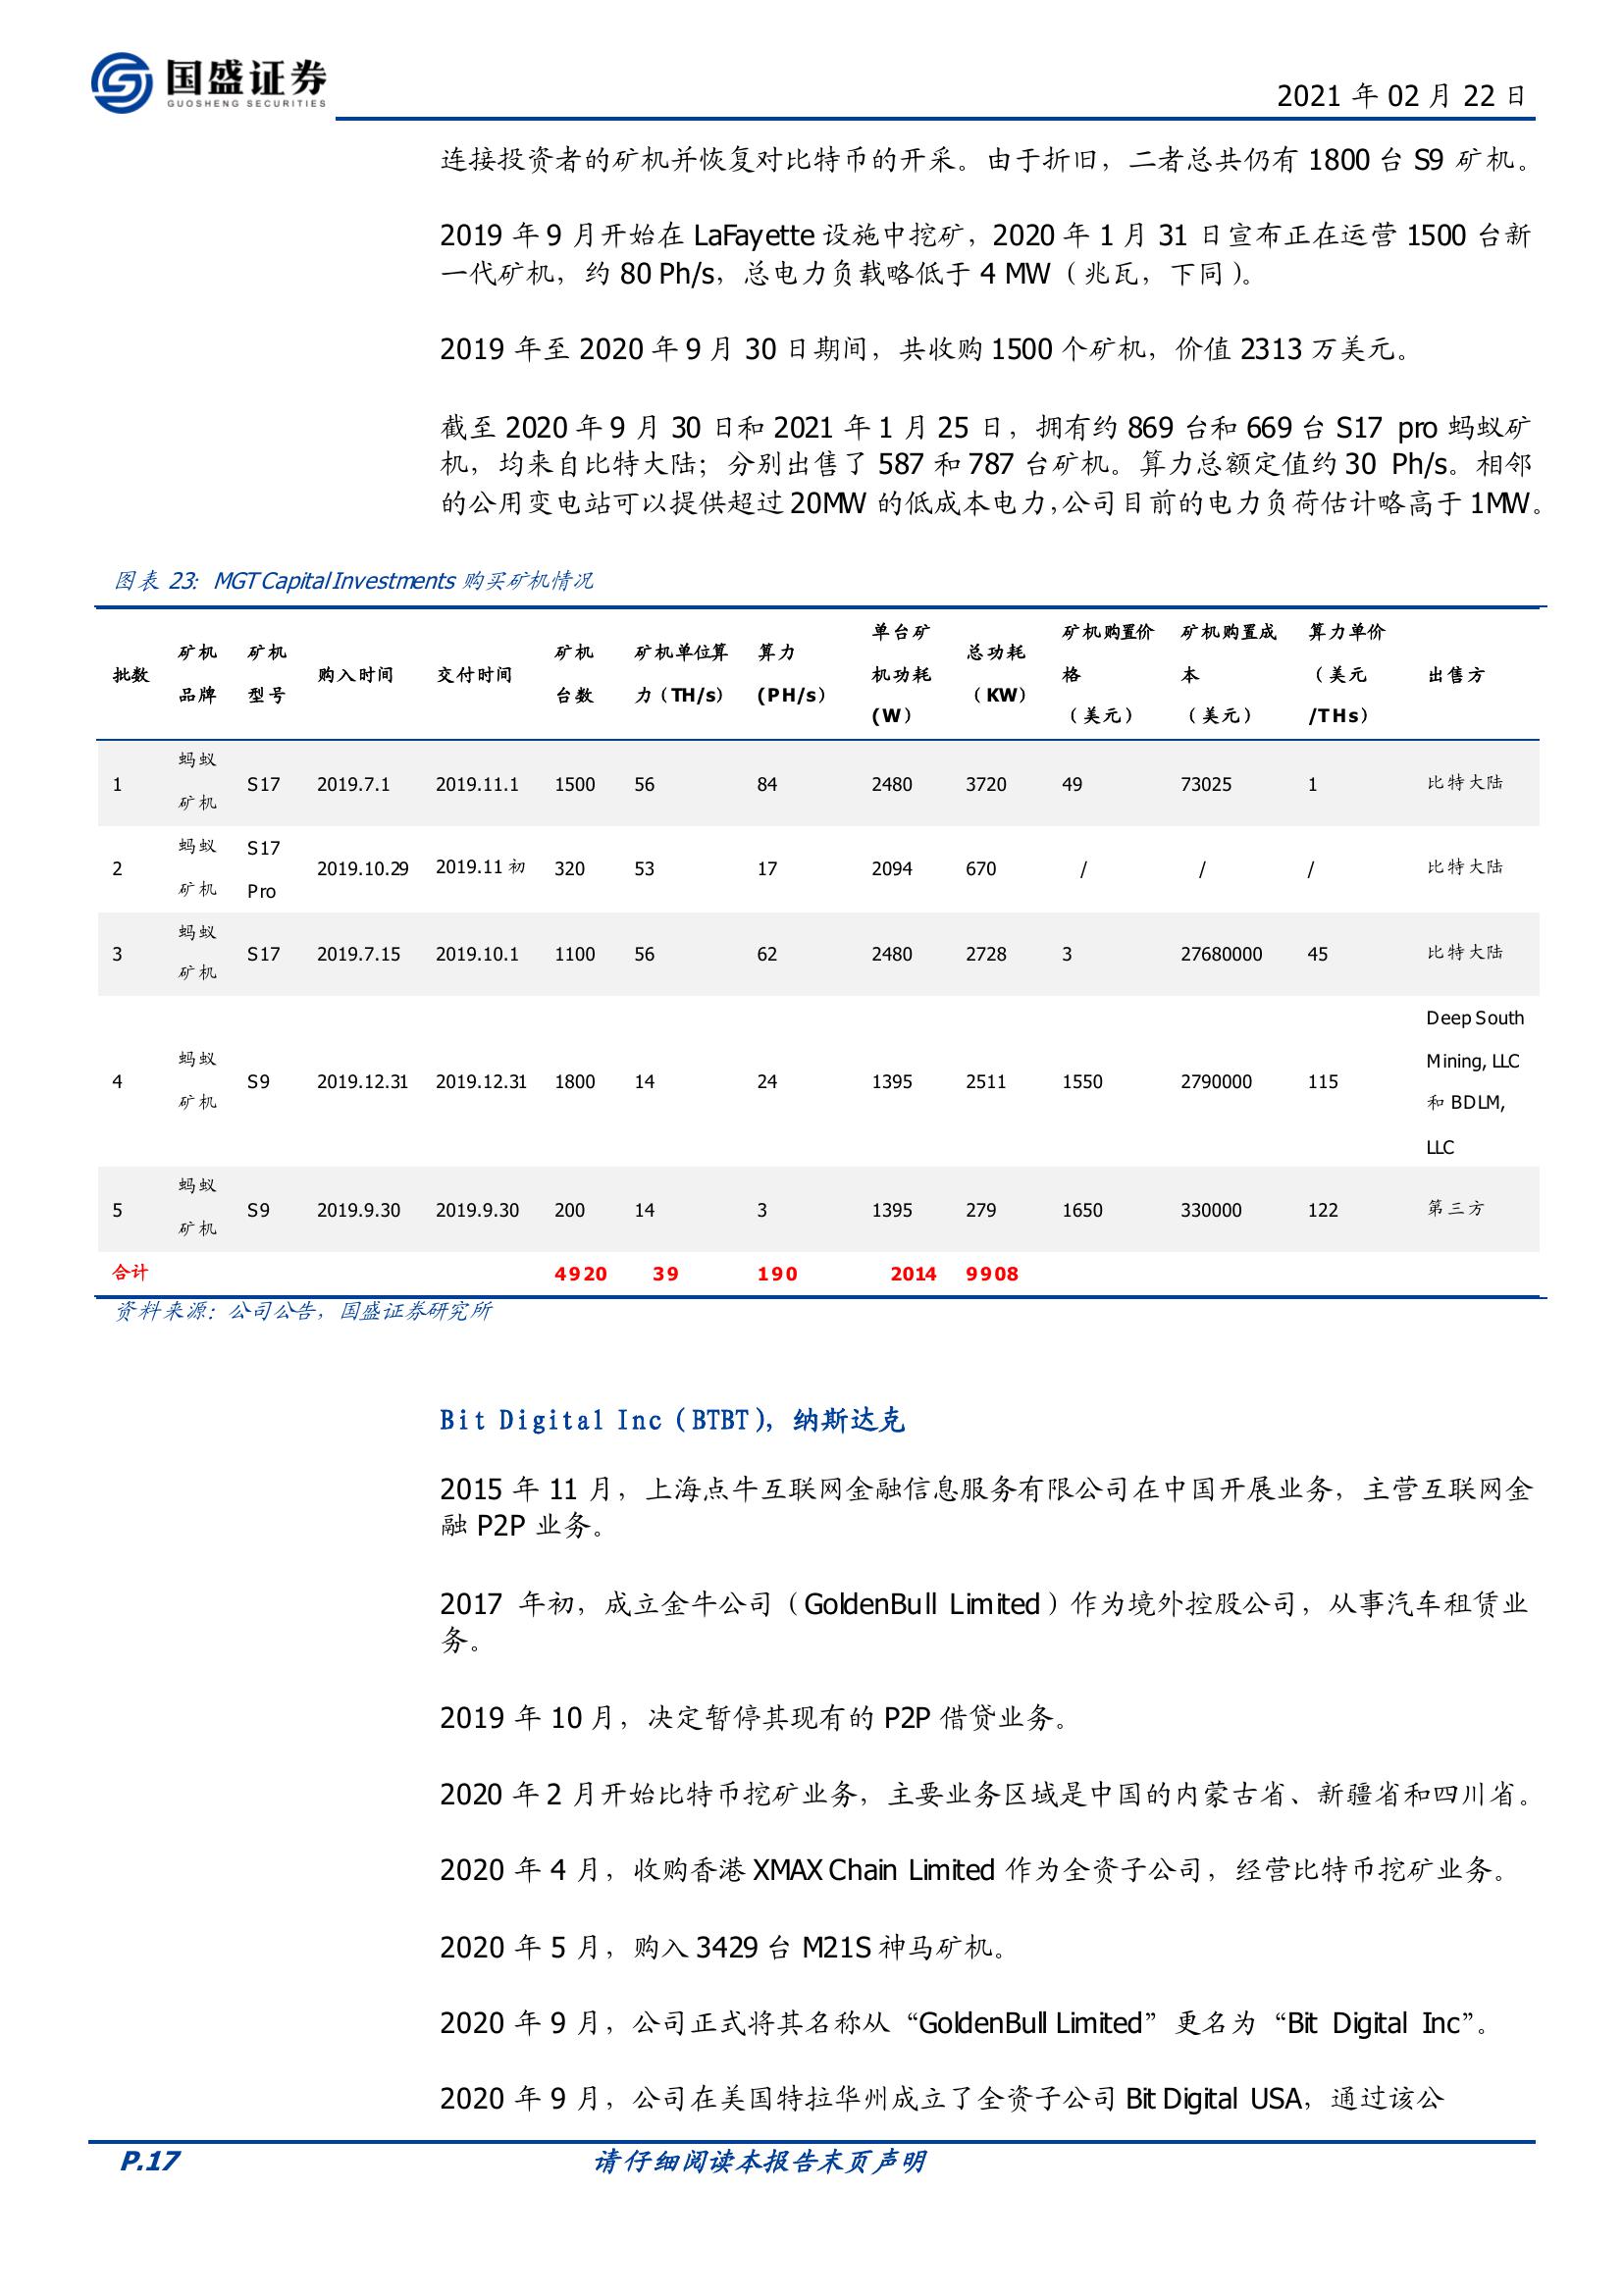 国盛证券
GUOSHENG SECURITIES
2021 年 02 月 22 日
连接投资者的矿机并恢复对比特币的开采。由于折旧，二者总共仍有 1800 台 S9 矿机。
2019 年 9 月开始在 LaFayette 设施中挖矿，2020 年 1 月 31 日宣布正在运营 1500 台新
一代矿机，约 80 Ph/s，总电力负载略低于 4 MW（兆瓦，下同）。
2019 年至 2020 年 9 月 30 日期间，共收购 1500 个矿机，价值 2313 万美元。
截至 2020 年 9 月 30 日和 2021 年 1 月 25 日，拥有约 869 台和 669 台 S17 pro 蚂蚁矿
机，均来自比特大陆；分别出售了 587 和 787 台矿机。算力总额定值约 30 Ph/s。相邻
的公用变电站可以提供超过 20MW 的低成本电力，公司目前的电力负荷估计略高于 1MW。
图表 23：MGT Capital Investments 购买矿机情况
批数 矿机品牌 矿机型号 购入时间 交付时间 矿机台数 矿机单位算力（TH/s） 算力（PH/s） 单台矿机功耗（W） 总功耗（KW） 矿机购置价格（美元） 矿机购置成本（美元） 算力单价（美元/THs） 出售方
1 蚂蚁矿机 S17 2019.7.1 2019.11.1 1500 56 84 2480 3720 49 73025 1 比特大陆
2 蚂蚁矿机 S17 Pro 2019.10.29 2019.11 初 320 53 17 2094 670 / / / 比特大陆
3 蚂蚁矿机 S17 2019.7.15 2019.10.1 1100 56 62 2480 2728 3 27680000 45 比特大陆
4 蚂蚁矿机 S9 2019.12.31 2019.12.31 1800 14 24 1395 2511 1550 2790000 115 Deep South Mining, LLC 和 BDLM, LLC
5 蚂蚁矿机 S9 2019.9.30 2019.9.30 200 14 3 1395 279 1650 330000 122 第三方
合计 4920 39 190 2014 9908
资料来源：公司公告，国盛证券研究所
Bit Digital Inc（BTBT），纳斯达克
2015 年 11 月，上海点牛互联网金融信息服务有限公司在中国开展业务，主营互联网金
融 P2P 业务。
2017 年初，成立金牛公司（GoldenBull Limited）作为境外控股公司，从事汽车租赁业
务。
2019 年 10 月，决定暂停其现有的 P2P 借贷业务。
2020 年 2 月开始比特币挖矿业务，主要业务区域是中国的内蒙古省、新疆省和四川省。
2020 年 4 月，收购香港 XMAX Chain Limited 作为全资子公司，经营比特币挖矿业务。
2020 年 5 月，购入 3429 台 M21S 神马矿机。
2020 年 9 月，公司正式将其名称从“GoldenBull Limited”更名为“Bit Digital Inc”。
2020 年 9 月，公司在美国特拉华州成立了全资子公司 Bit Digital USA，通过该公
P.17
请仔细阅读本报告末页声明